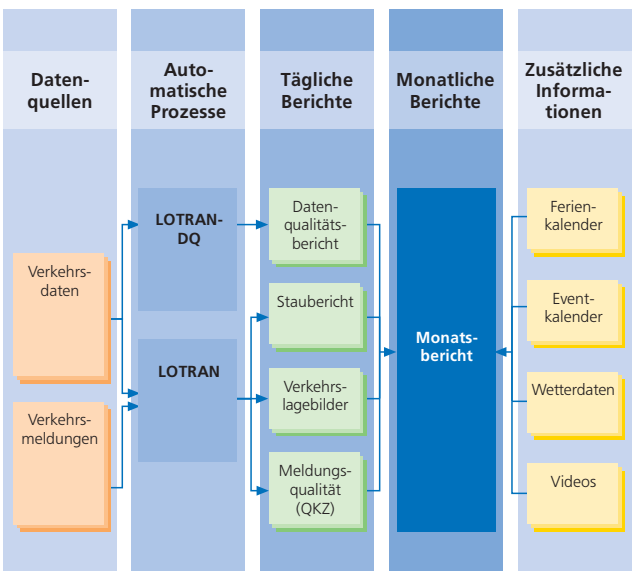 Daten-
quellen
Auto-
matische
Prozesse
Tägliche
Berichte
Monatliche
Berichte
Zusätzliche
Informa-
tionen
Verkehrs-
daten
Verkehrs-
meldungen
LOTRAN-
DQ
LOTRAN
Daten-
qualitäts-
bericht
Staubericht
Verkehrs-
lagebilder
Meldungs-
qualität
(QKZ)
Monats-
bericht
Ferien-
kalender
Event-
kalender
Wetterdaten
Videos